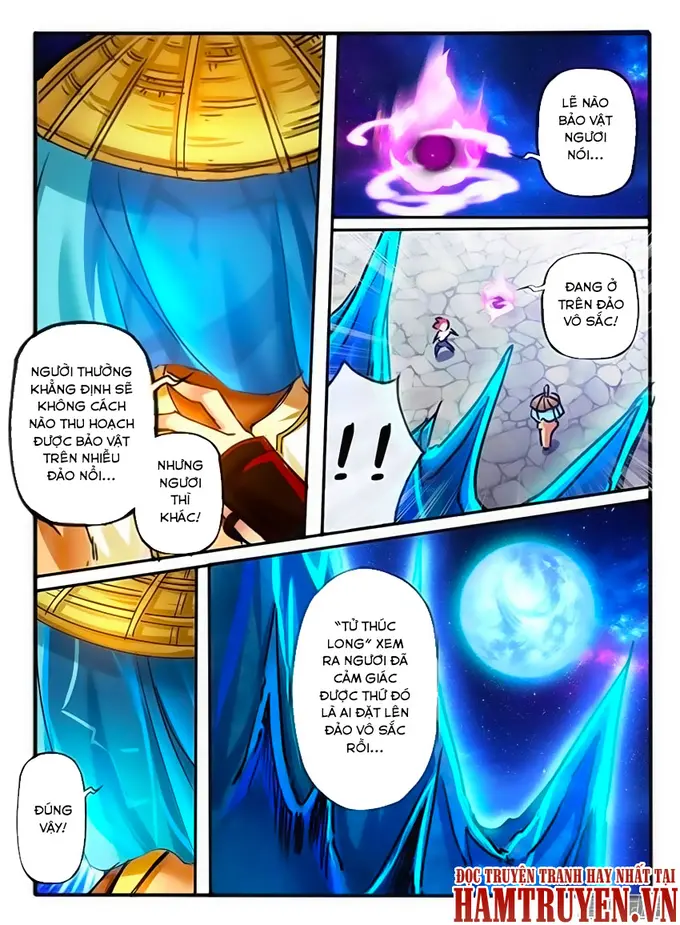 LẼ NÀO
BẢO VẬT
NGƯƠI
NÓI...
ĐANG Ở
TRÊN ĐẢO
VÔ SẮC!
NGƯỜI THƯỜNG
KHẲNG ĐỊNH SẼ
KHÔNG CÁCH
NÀO THU HOẠCH
ĐƯỢC BẢO VẬT
TRÊN NHIỄU
ĐẢO NỔI...
NHƯNG
NGƯƠI
THÌ
KHÁC!
!!
"TỬ THÚC
LONG" XEM
RA NGƯƠI ĐÃ
CẢM GIÁC
ĐƯỢC THỨ ĐÓ
LÀ AI ĐẶT LÊN
ĐẢO VÔ SẮC
RỒI...
ĐÚNG
VẬY!
ĐỌC TRUYỆN TRANH HAY NHẤT TẠI
HAMTRUYEN.VN